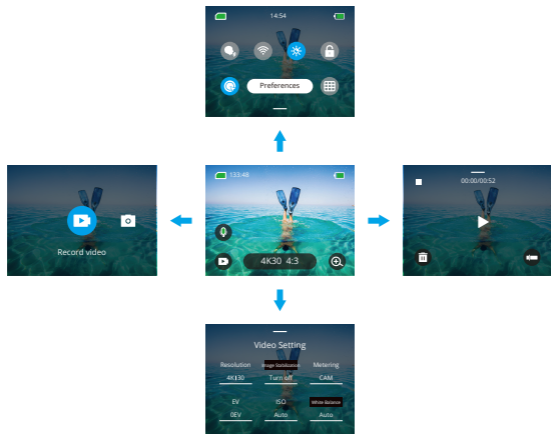 14:54
Preferences
Record video
133:48
4K30 4:3
00:00/00:52
Video Setting
Resolution Image Stabilization Metering
4K30 Turn off CAM
EV ISO White Balance
0EV Auto Auto